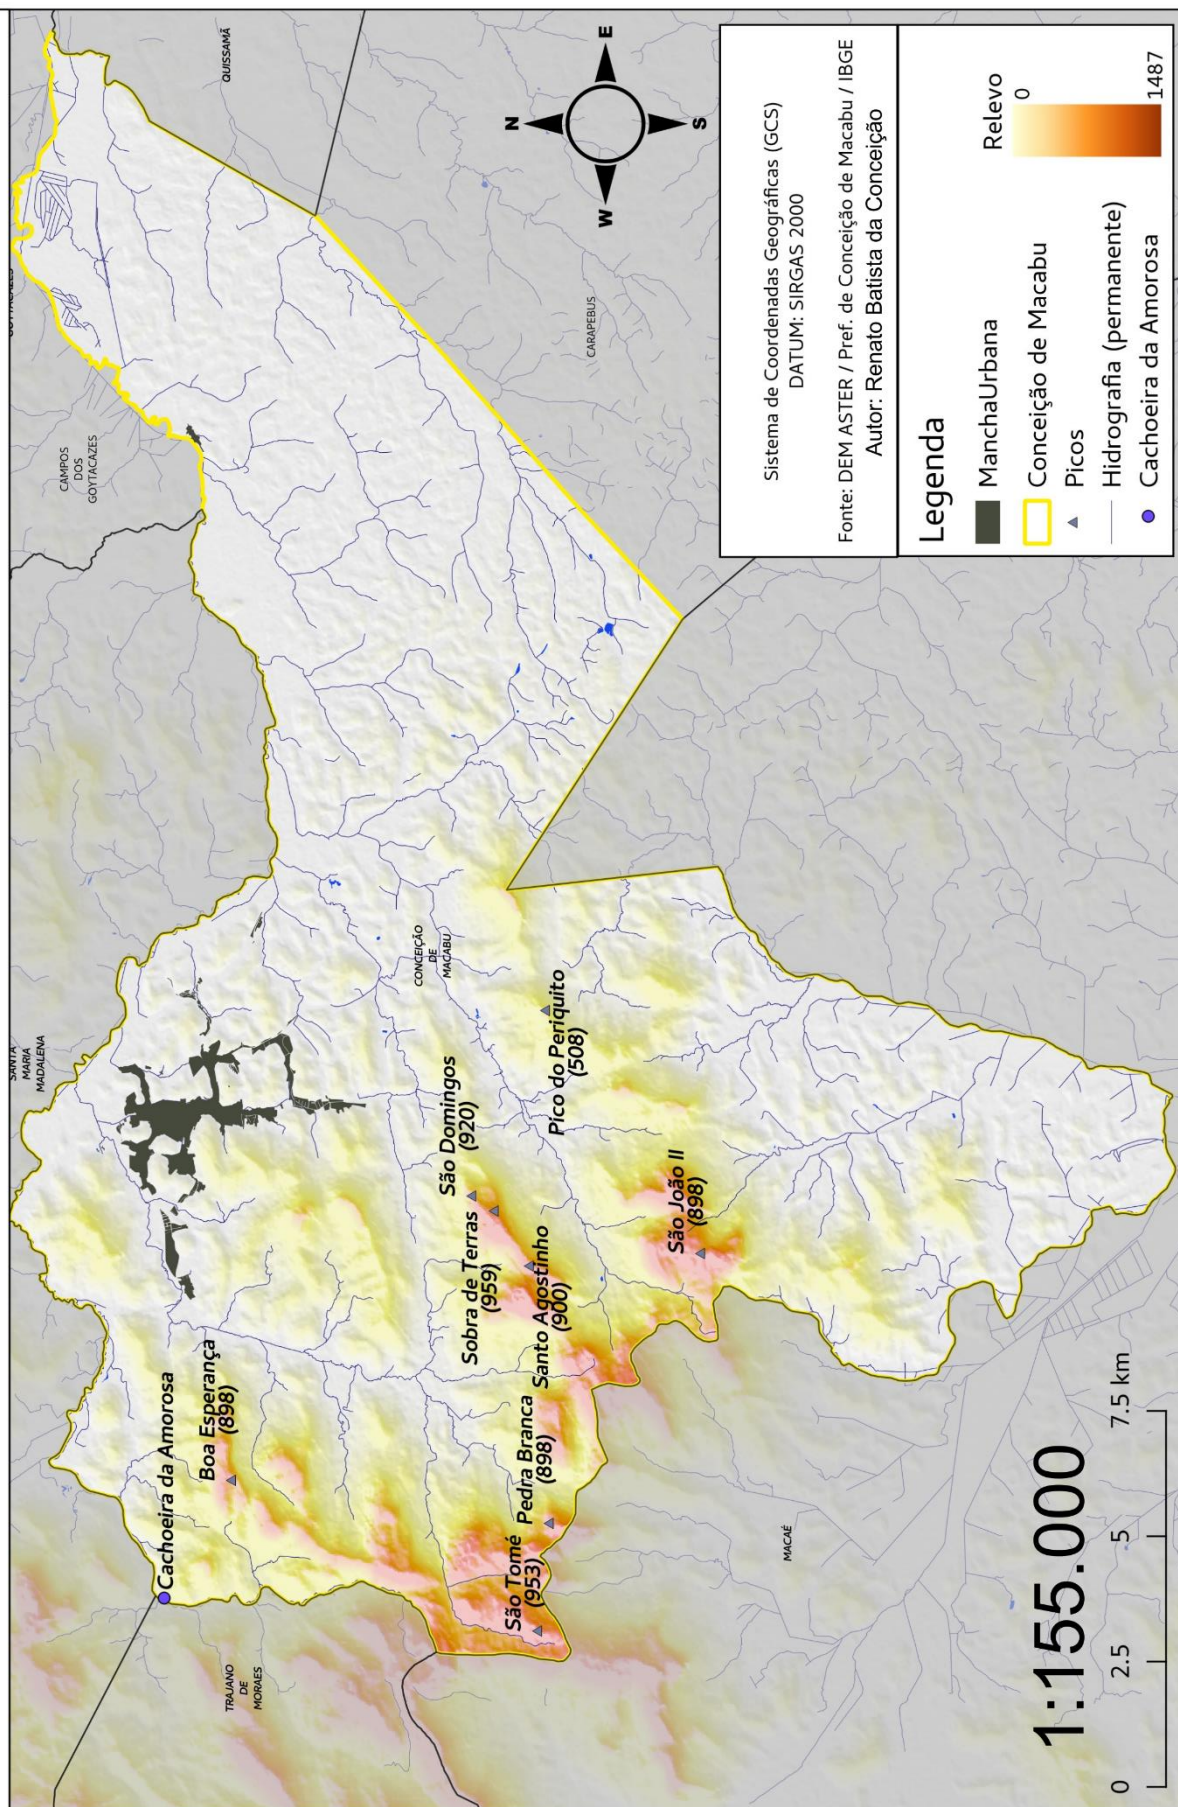 SANTA
MARIA
MADALENA
CAMPOS
DOS
GOYTACAZES
GOYTACAZES
QUISSAMÃ
Cachoeira da Amorosa
Boa Esperança
(898)
TRAJANO
DE
MORAES
CONCEIÇÃO
DE
MACABU
CARAPEBUS
São Domingos
(920)
Sobra de Terras
(959)
Santo Agostinho
(900)
Pico do Periquito
(508)
São Tomé
(953)
Pedra Branca
(898)
São João II
(898)
MACAÉ
N
W
E
S
1:155.000
0
2.5
5
7.5 km
Sistema de Coordenadas Geográficas (GCS)
DATUM: SIRGAS 2000
Fonte: DEM ASTER / Pref. de Conceição de Macabu / IBGE
Autor: Renato Batista da Conceição
Legenda
ManchaUrbana
Conceição de Macabu
Picos
Hidrografia (permanente)
Cachoeira da Amorosa
Relevo
0
1487